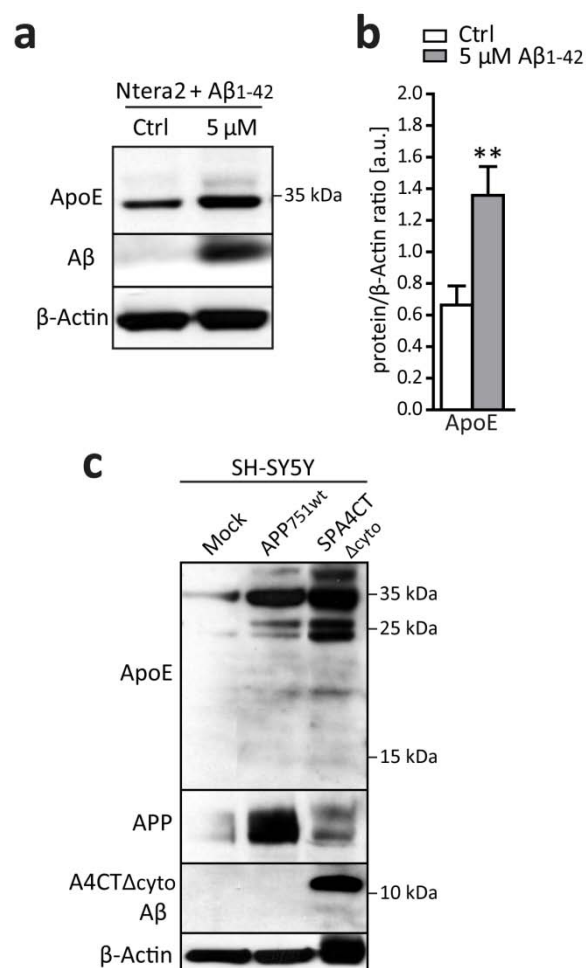 a
Ntera2 + Aβ1-42
Ctrl 5 µM
ApoE
35 kDa
Aβ
β-Actin
b
Ctrl
5 µM Aβ1-42
protein/β-Actin ratio [a.u.]
2.0
1.8
1.6
1.4
1.2
1.0
0.8
0.6
0.4
0.2
0.0
**
ApoE
c
SH-SY5Y
Mock
APP751wt
SPA4CT
Δcyto
35 kDa
25 kDa
ApoE
15 kDa
APP
A4CTΔcyto
10 kDa
Aβ
β-Actin